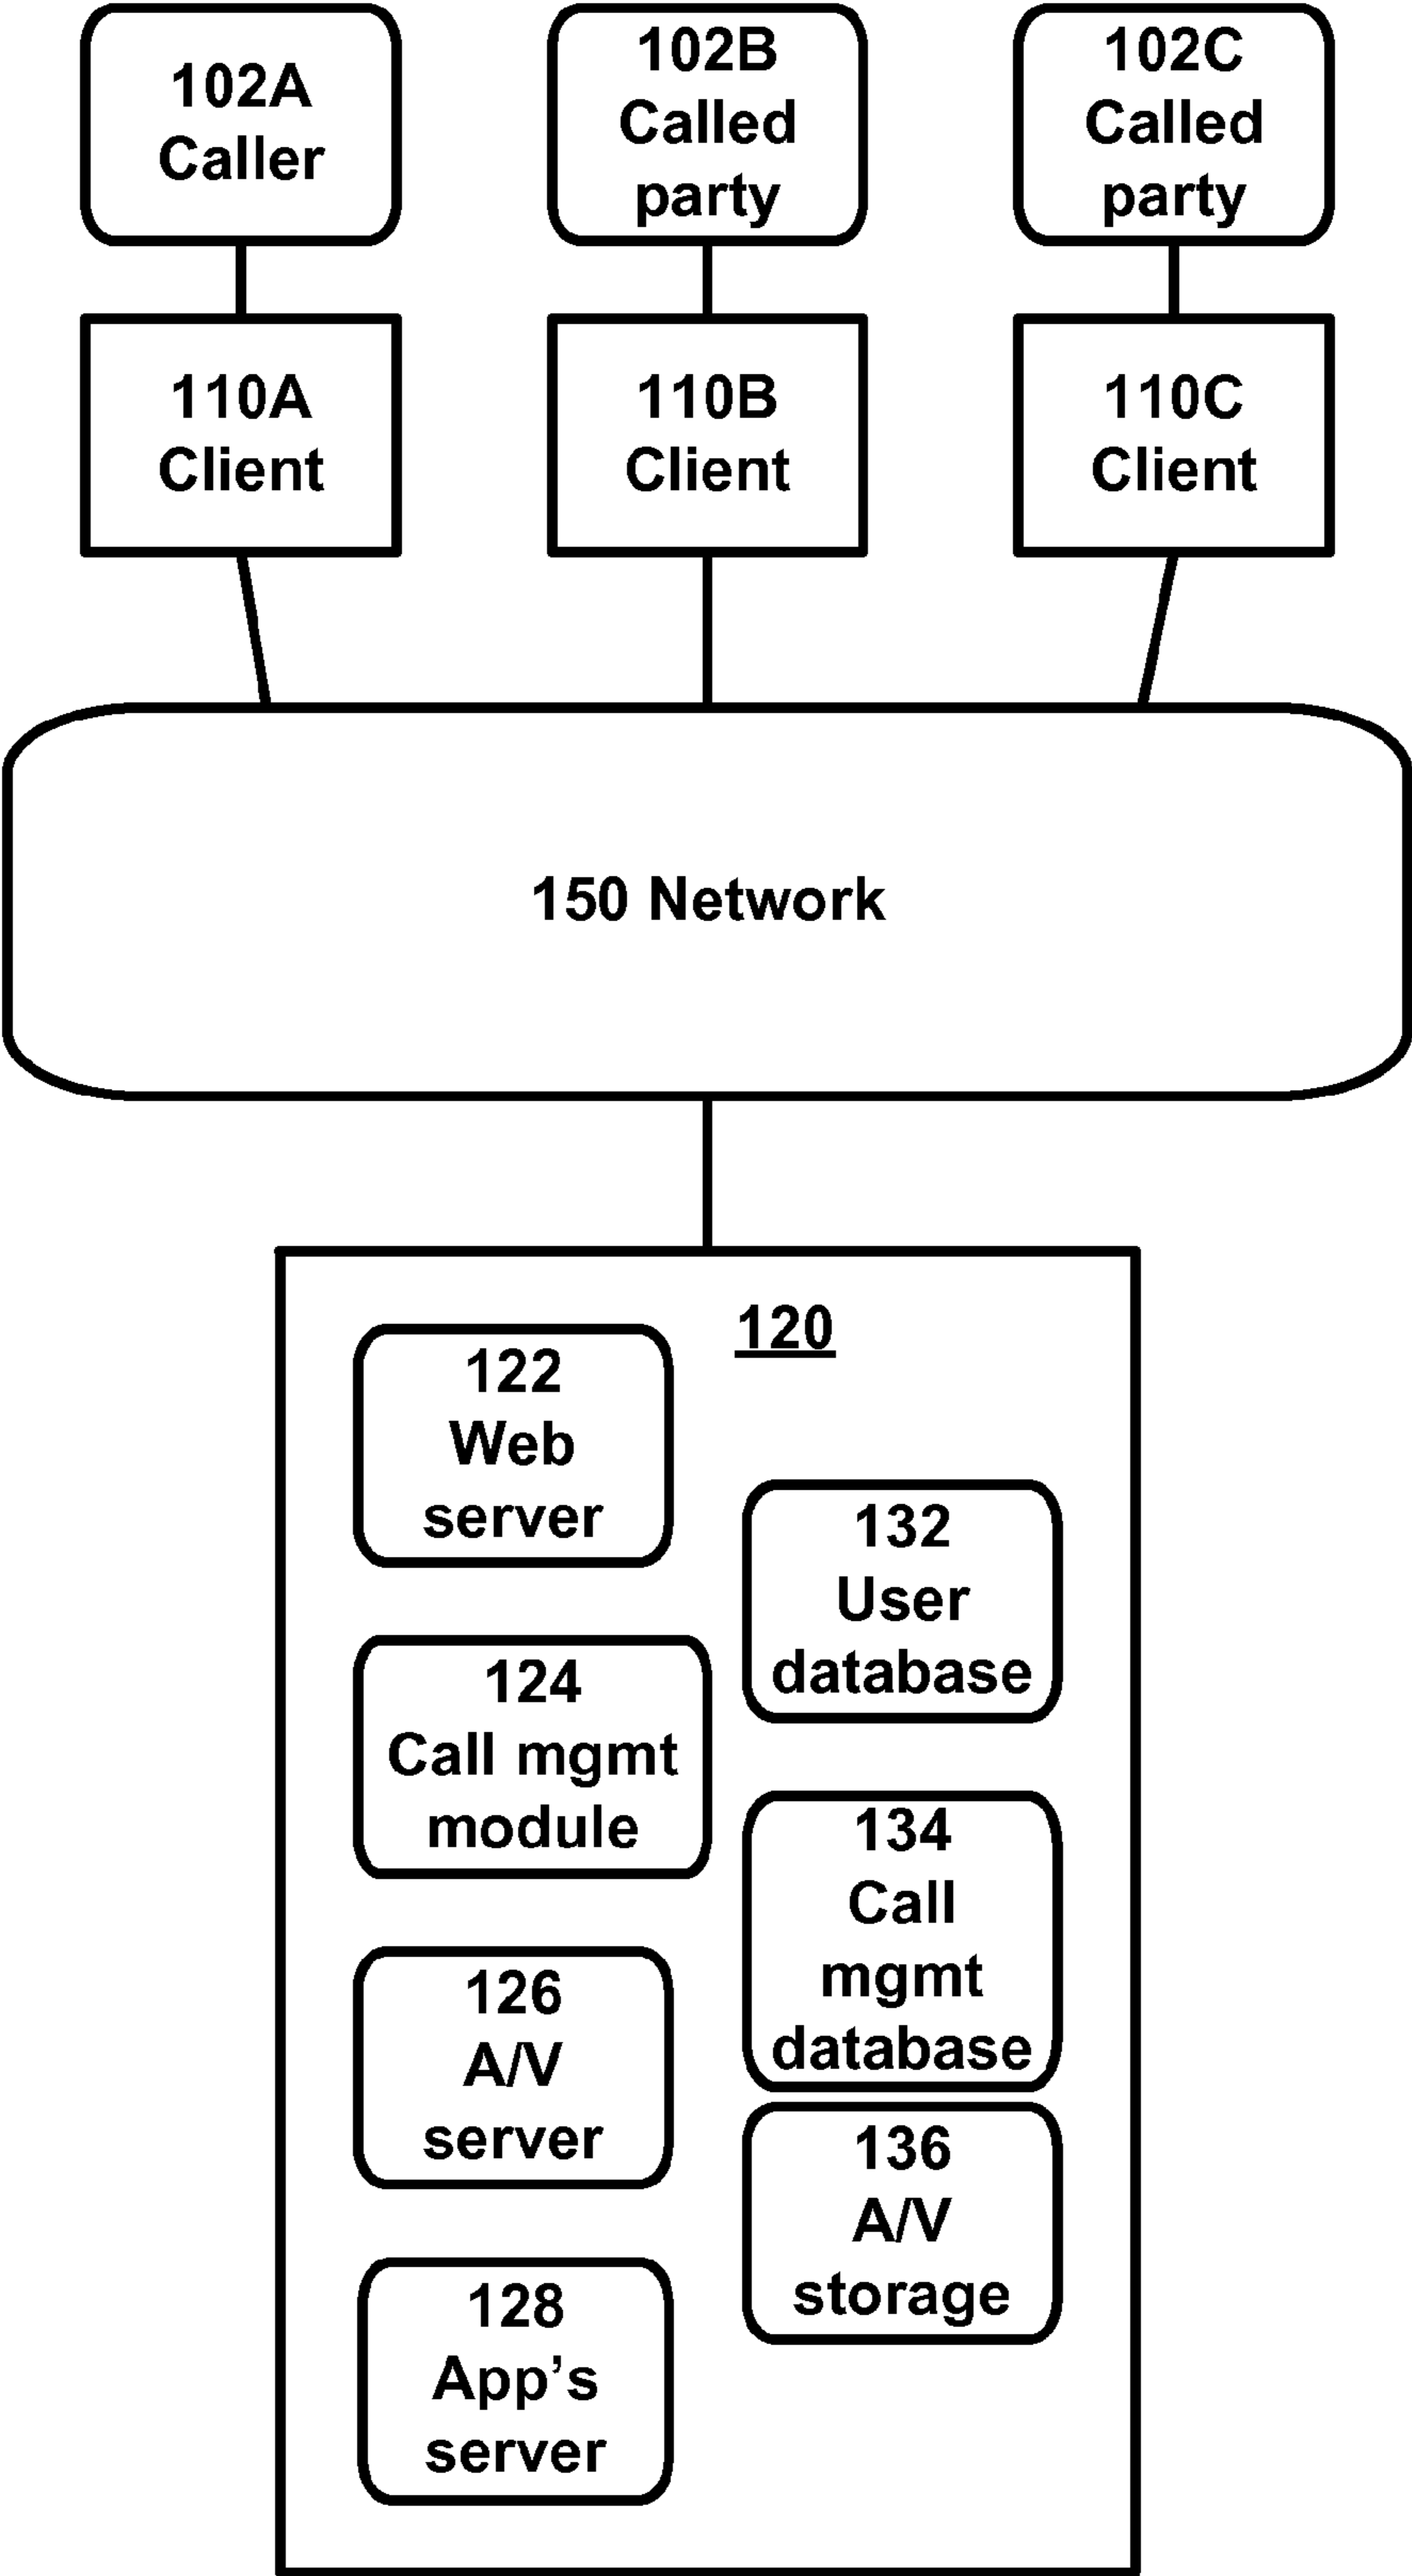 102A
Caller
102B
Called
party
102C
Called
party
110A
Client
110B
Client
110C
Client
150 Network
120
122
Web
server
132
User
database
124
Call mgmt
module
134
Call
mgmt
database
126
A/V
server
136
A/V
storage
128
App’s
server